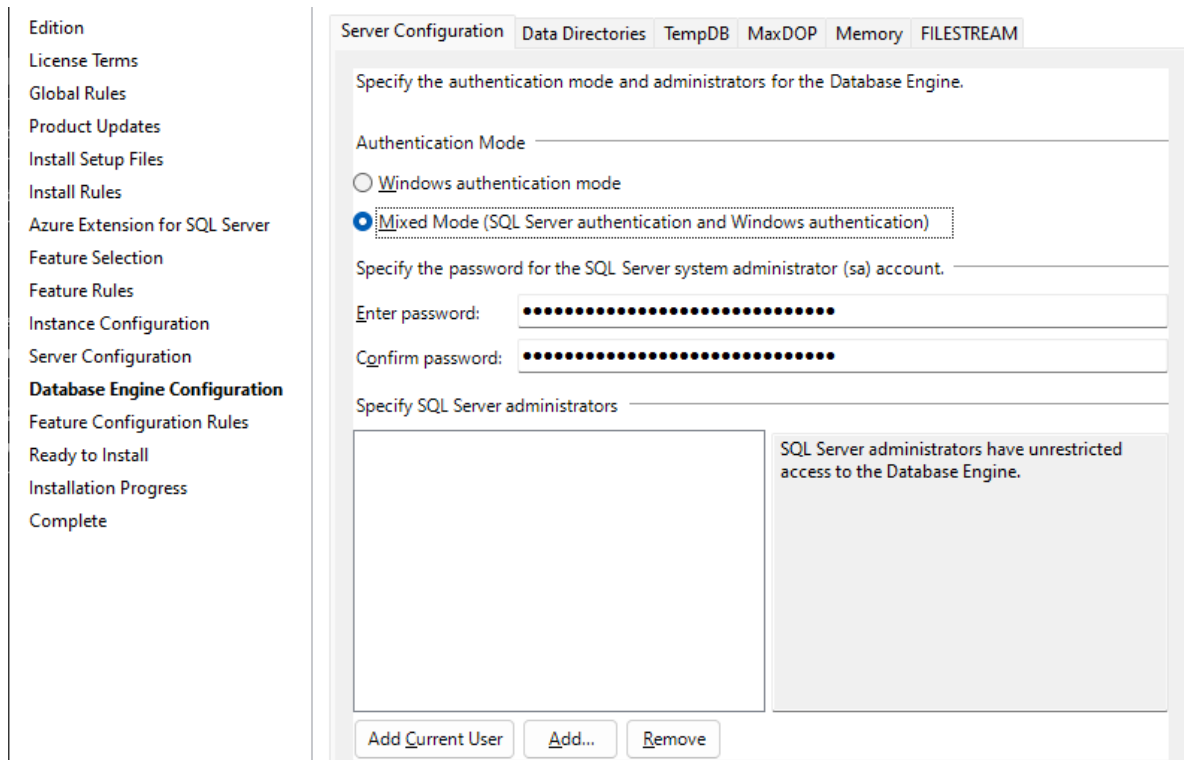 Edition
License Terms
Global Rules
Product Updates
Install Setup Files
Install Rules
Azure Extension for SQL Server
Feature Selection
Feature Rules
Instance Configuration
Server Configuration
Database Engine Configuration
Feature Configuration Rules
Ready to Install
Installation Progress
Complete
Server Configuration Data Directories TempDB MaxDOP Memory FILESTREAM
Specify the authentication mode and administrators for the Database Engine.
Authentication Mode
Windows authentication mode
Mixed Mode (SQL Server authentication and Windows authentication)
Specify the password for the SQL Server system administrator (sa) account.
Enter password: ●●●●●●●●●●●●●●●●●●●●●●●●●●●●●●
Confirm password: ●●●●●●●●●●●●●●●●●●●●●●●●●●●●●●
Specify SQL Server administrators
SQL Server administrators have unrestricted
access to the Database Engine.
Add Current User Add... Remove